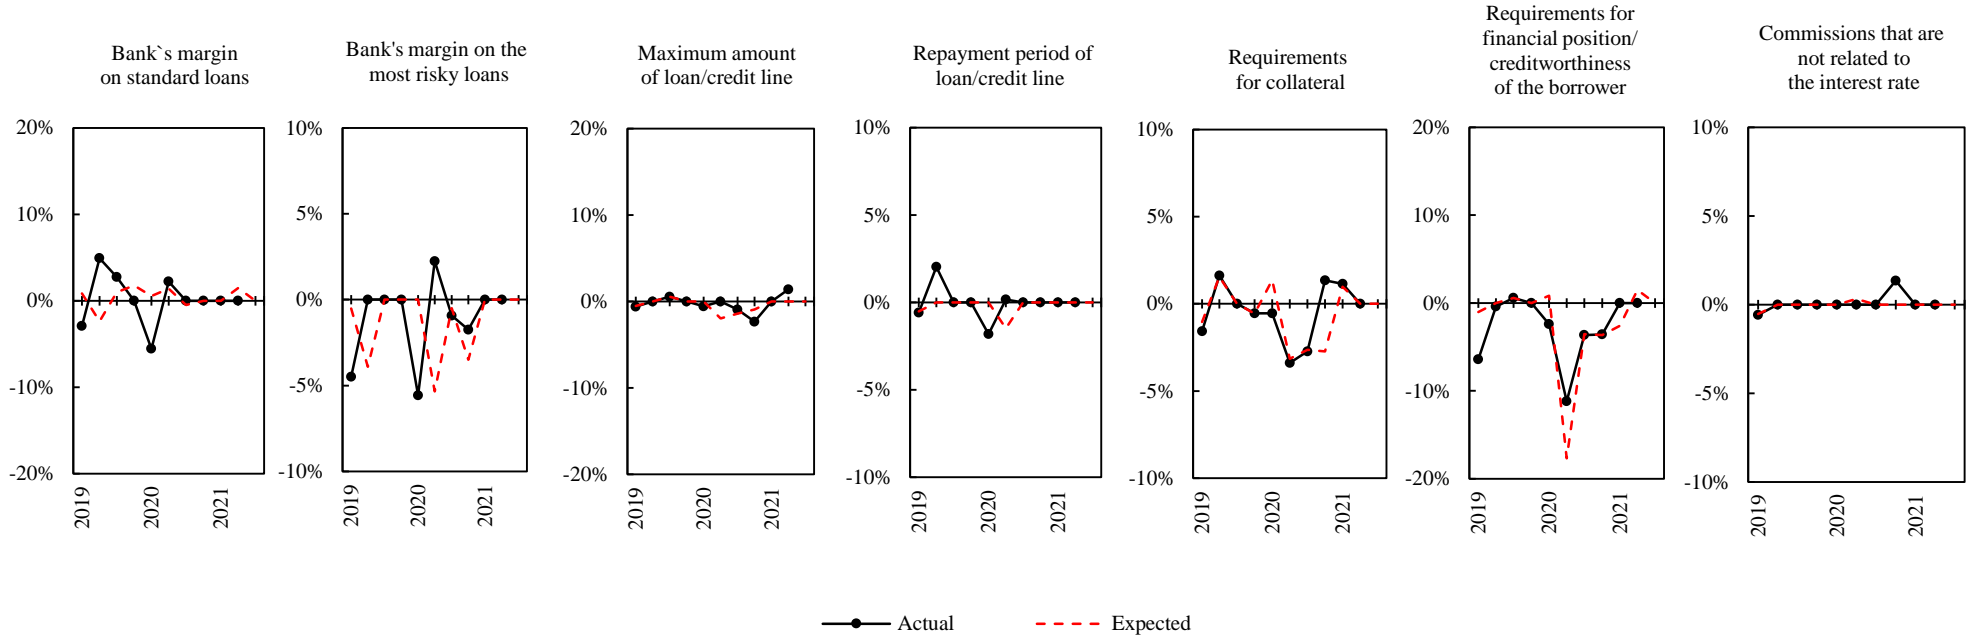 Bank`s margin
on standard loans
20%
10%
0%
-10%
-20%
2019
2020
2021
Bank's margin on the
most risky loans
10%
5%
0%
-5%
-10%
2019
2020
2021
Maximum amount
of loan/credit line
20%
10%
0%
-10%
-20%
2019
2020
2021
Repayment period of
loan/credit line
10%
5%
0%
-5%
-10%
2019
2020
2021
Requirements
for collateral
10%
5%
0%
-5%
-10%
2019
2020
2021
Requirements for
financial position/
creditworthiness
of the borrower
20%
10%
0%
-10%
-20%
2019
2020
2021
Commissions that are
not related to
the interest rate
10%
5%
0%
-5%
-10%
2019
2020
2021
Actual
Expected